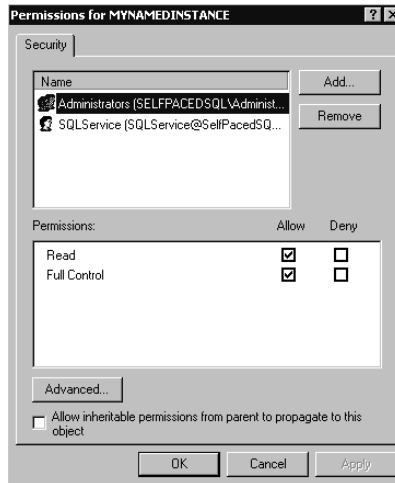 Permissions for MYNAMEDINSTANCE
Security
Name
Administrators (SELFPACEDSQL\Administ...
SQLService (SQLService@SelfPacedSQ...
Add...
Remove
Permissions:
Allow
Deny
Read
Full Control
Advanced...
Allow inheritable permissions from parent to propagate to this
object
OK
Cancel
Apply